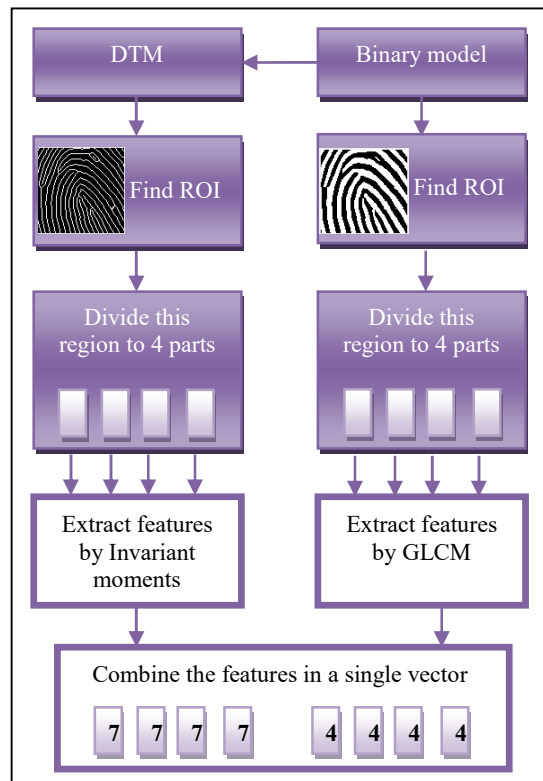 DTM
Binary model
Find ROI
Find ROI
Divide this
region to 4 parts
Divide this
region to 4 parts
Extract features
by Invariant
moments
Extract features
by GLCM
Combine the features in a single vector
7 7 7 7 4 4 4 4